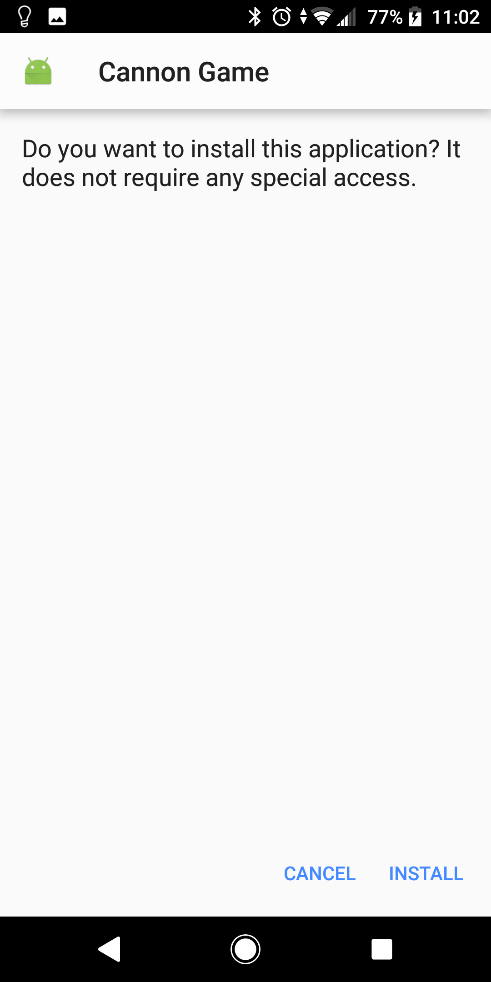 77% 11:02
Cannon Game
Do you want to install this application? It
does not require any special access.
CANCEL INSTALL